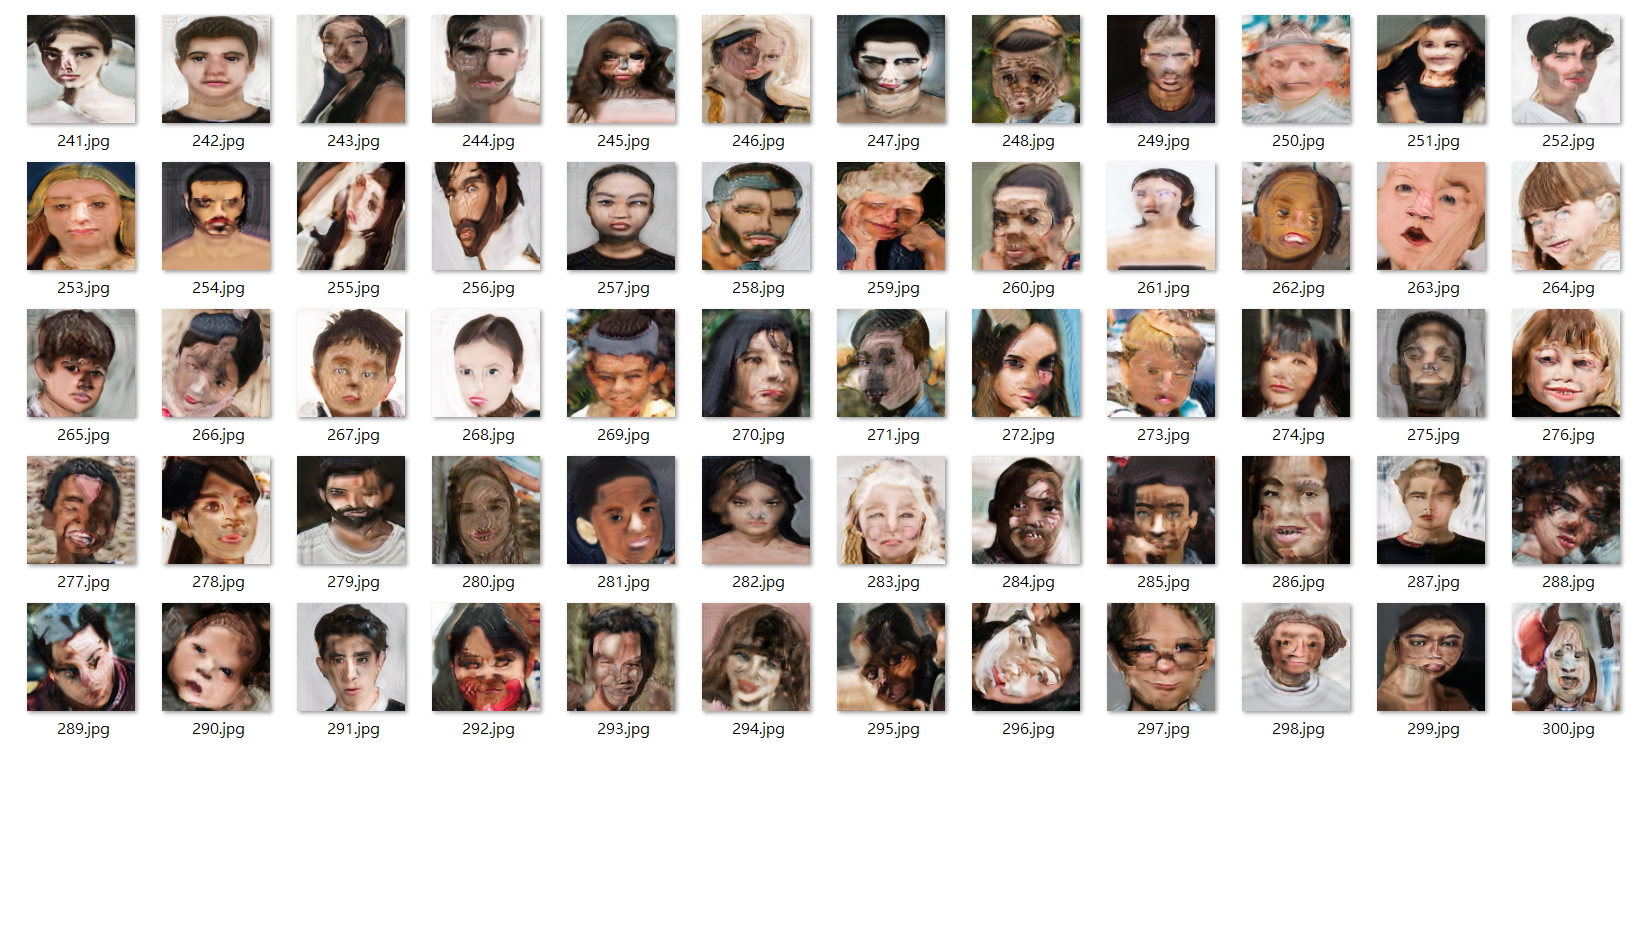 241.jpg 242.jpg 243.jpg 244.jpg 245.jpg 246.jpg 247.jpg 248.jpg 249.jpg 250.jpg 251.jpg 252.jpg
253.jpg 254.jpg 255.jpg 256.jpg 257.jpg 258.jpg 259.jpg 260.jpg 261.jpg 262.jpg 263.jpg 264.jpg
265.jpg 266.jpg 267.jpg 268.jpg 269.jpg 270.jpg 271.jpg 272.jpg 273.jpg 274.jpg 275.jpg 276.jpg
277.jpg 278.jpg 279.jpg 280.jpg 281.jpg 282.jpg 283.jpg 284.jpg 285.jpg 286.jpg 287.jpg 288.jpg
289.jpg 290.jpg 291.jpg 292.jpg 293.jpg 294.jpg 295.jpg 296.jpg 297.jpg 298.jpg 299.jpg 300.jpg